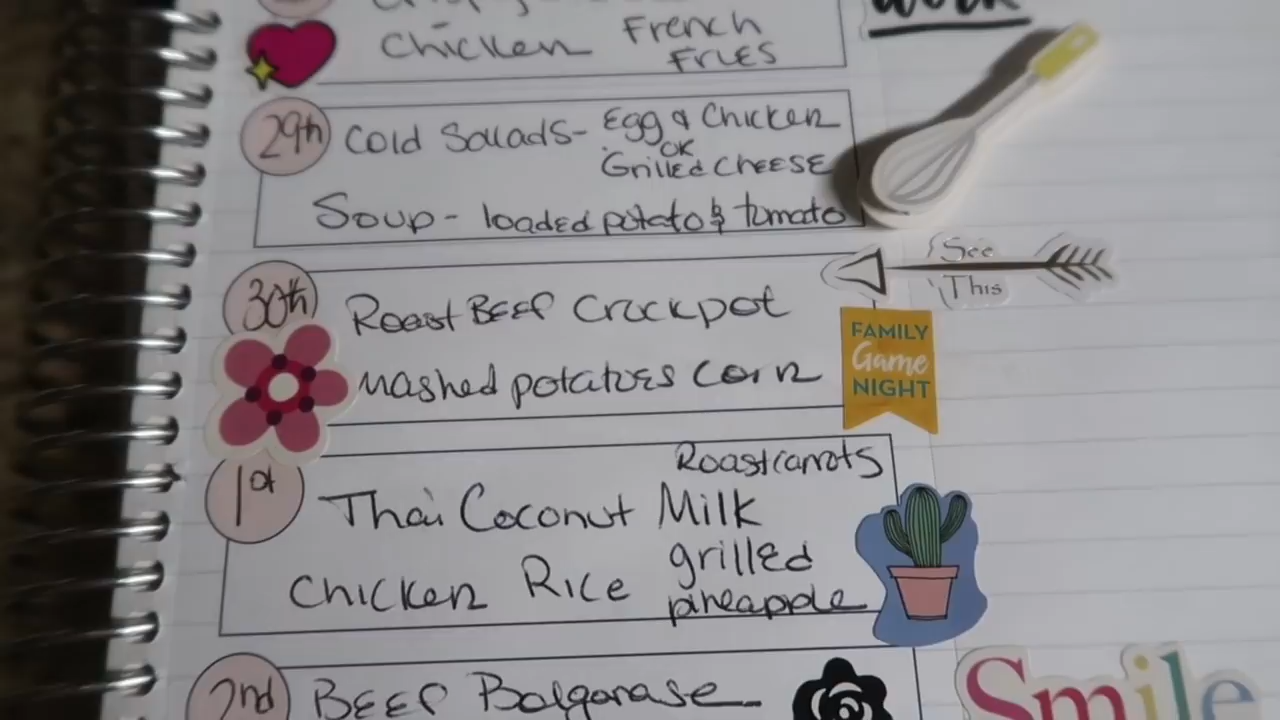 Chicken French
FRIES
work
29th Cold Salads- Egg & Chicken
OR
Grilled CHEESE
Soup- loaded potato & tomato
See
This
30th Roast BEEF Crockpot
mashed potatoes corn
FAMILY
Game
NIGHT
Roast carrots
1st Thai Coconut Milk
Chicken Rice grilled
pineapple
2nd BEEF Bolganase
Smile